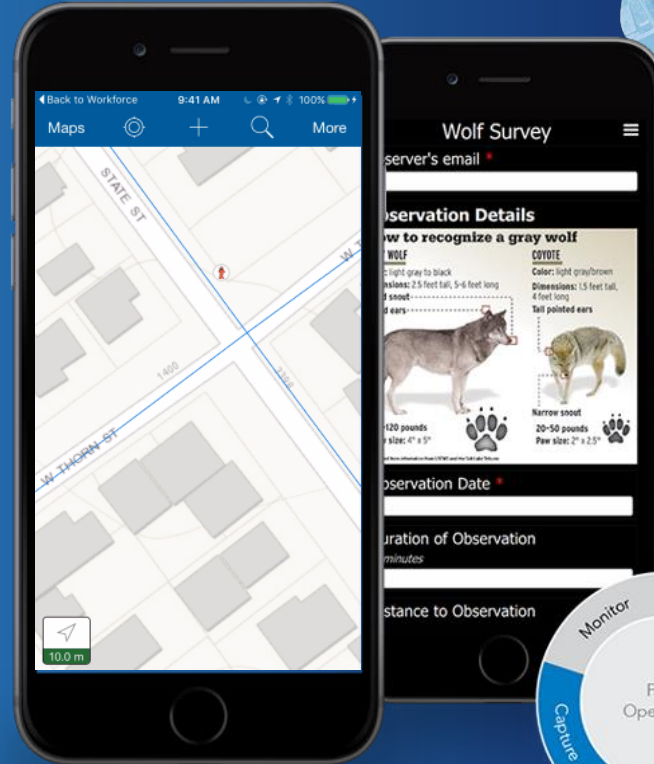 Back to Workforce 9:41 AM 100%
Maps More
STATE ST
1400
W THORN ST
10.0 m
Wolf Survey
server's email *
servation Details
ow to recognize a gray wolf
WOLF
light gray to black
nsions: 2.5 feet tall, 5-6 feet long
d snout
d ears
-120 pounds
size: 4" x 5"
COYOTE
Color: light gray/brown
Dimensions: 1.5 feet tall,
4 feet long
Tall pointed ears
Narrow snout
20-50 pounds
Paw size: 2" x 2.5"
servation Date *
uration of Observation
minutes
stance to Observation
Monitor
Capture